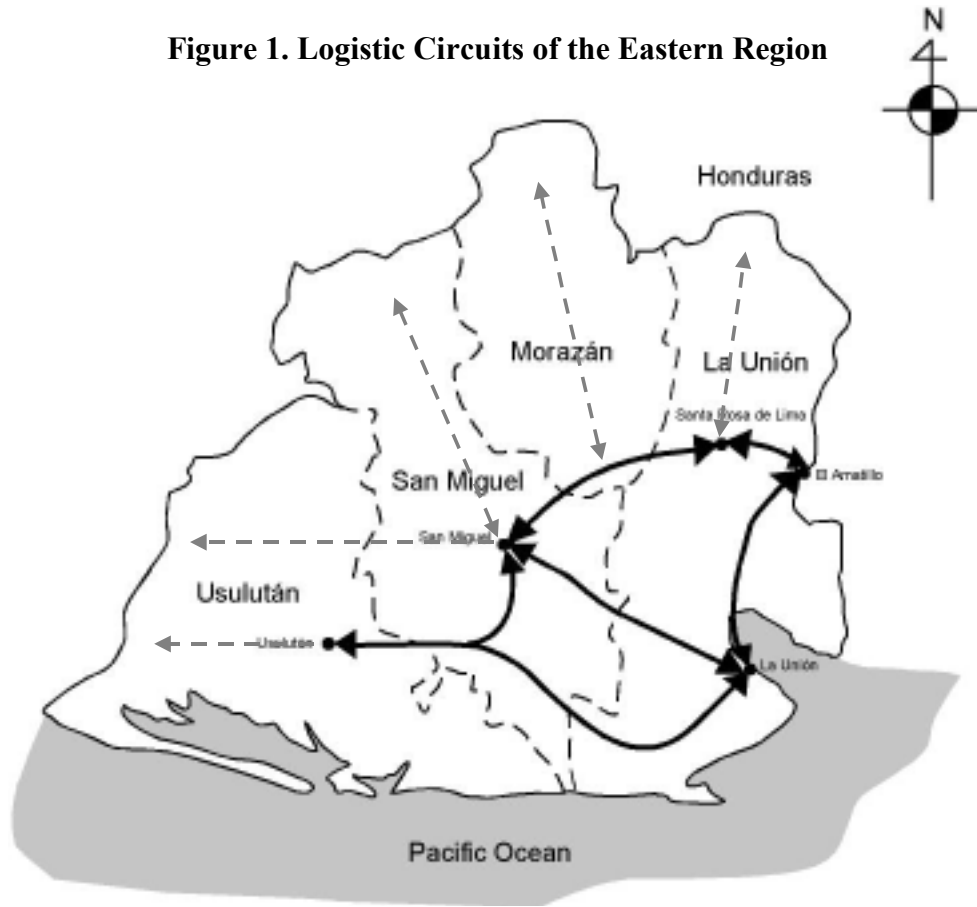 Figure 1. Logistic Circuits of the Eastern Region
N
Honduras
Morazán
La Unión
Santa Rosa de Lima
El Amatillo
San Miguel
San Miguel
Usulután
Usulután
La Unión
Pacific Ocean